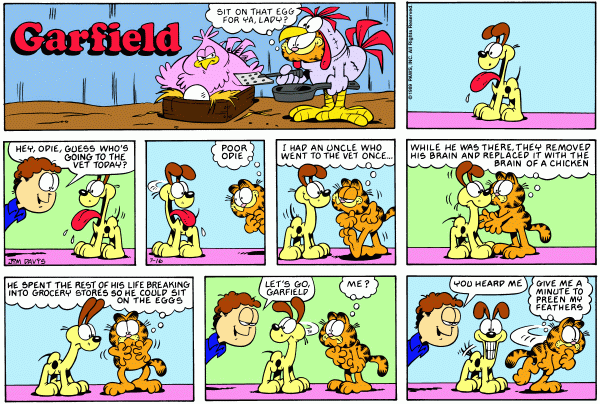 Garfield
SIT ON THAT EGG
FOR YA, LADY?
©1989 PAWS, INC. All Rights Reserved.
HEY, ODIE, GUESS WHO'S
GOING TO THE
VET TODAY?
JIM DAVIS
POOR
ODIE
7-16
I HAD AN UNCLE WHO
WENT TO THE VET ONCE...
WHILE HE WAS THERE, THEY REMOVED
HIS BRAIN AND REPLACED IT WITH THE
BRAIN OF A CHICKEN
HE SPENT THE REST OF HIS LIFE BREAKING
INTO GROCERY STORES SO HE COULD SIT
ON THE EGGS
LET'S GO,
GARFIELD
ME?
YOU HEARD ME
GIVE ME A
MINUTE TO
PREEN MY
FEATHERS